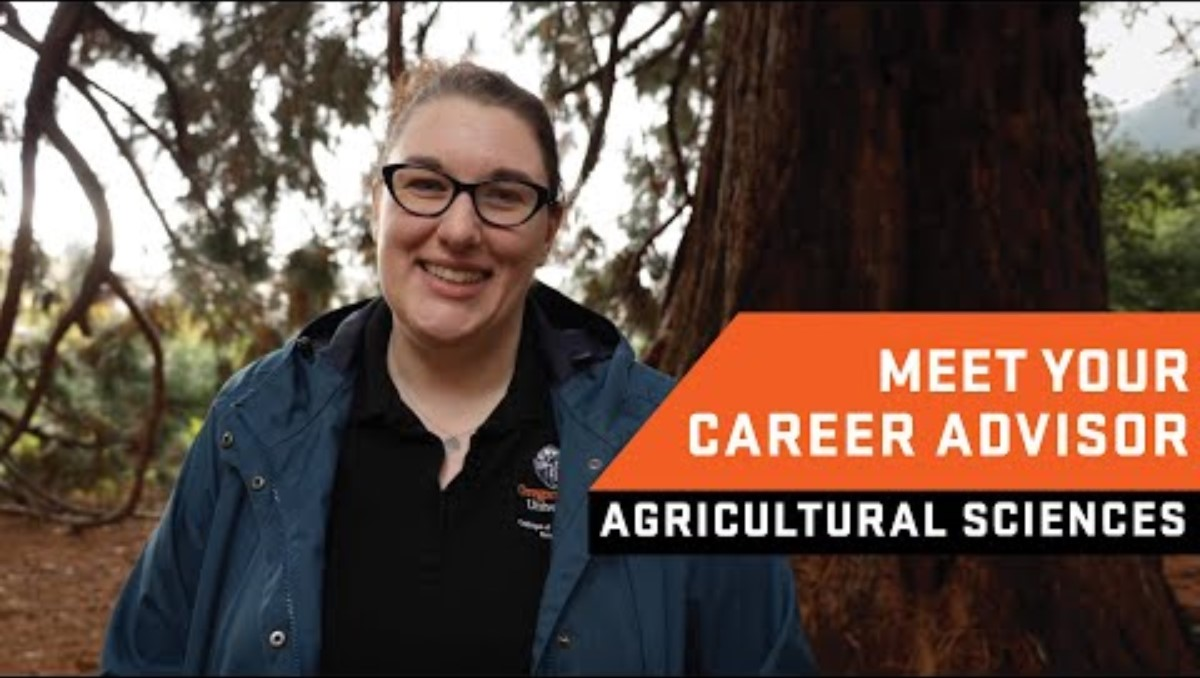 MEET YOUR
CAREER ADVISOR
AGRICULTURAL SCIENCES